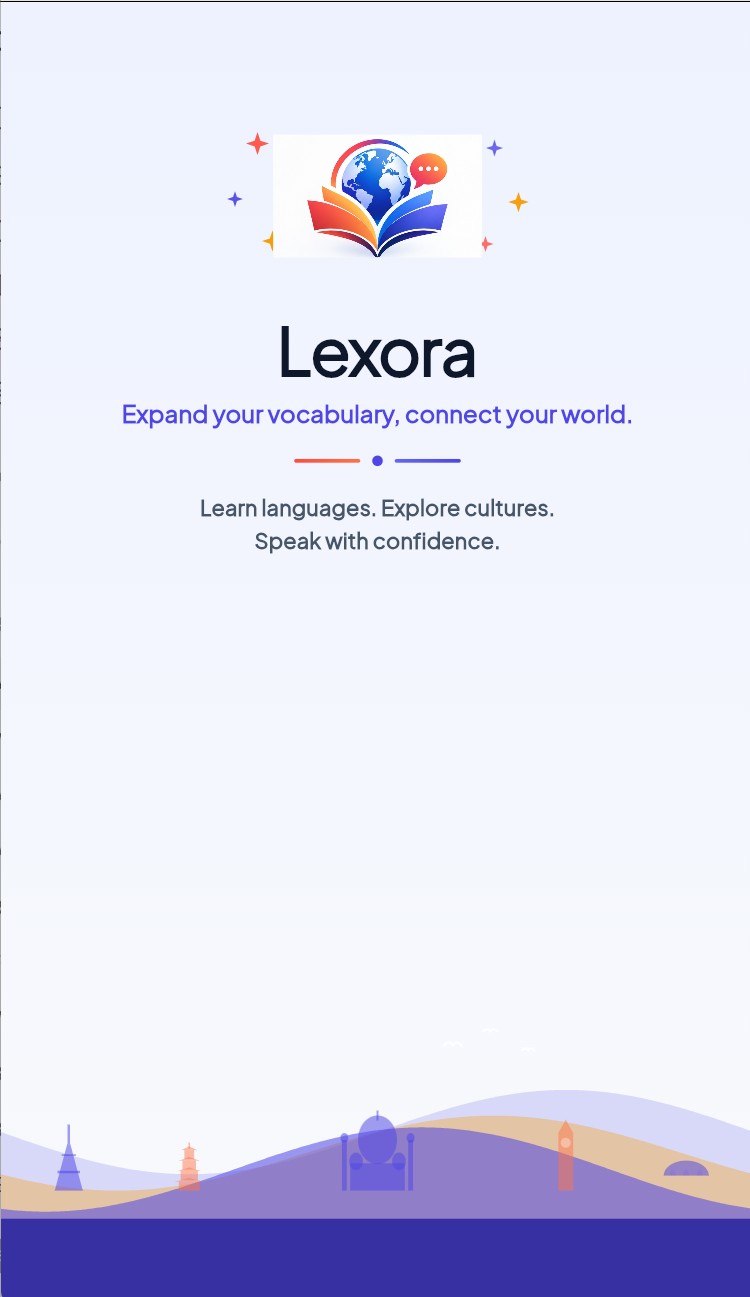 Lexora
Expand your vocabulary, connect your world.
Learn languages. Explore cultures.
Speak with confidence.